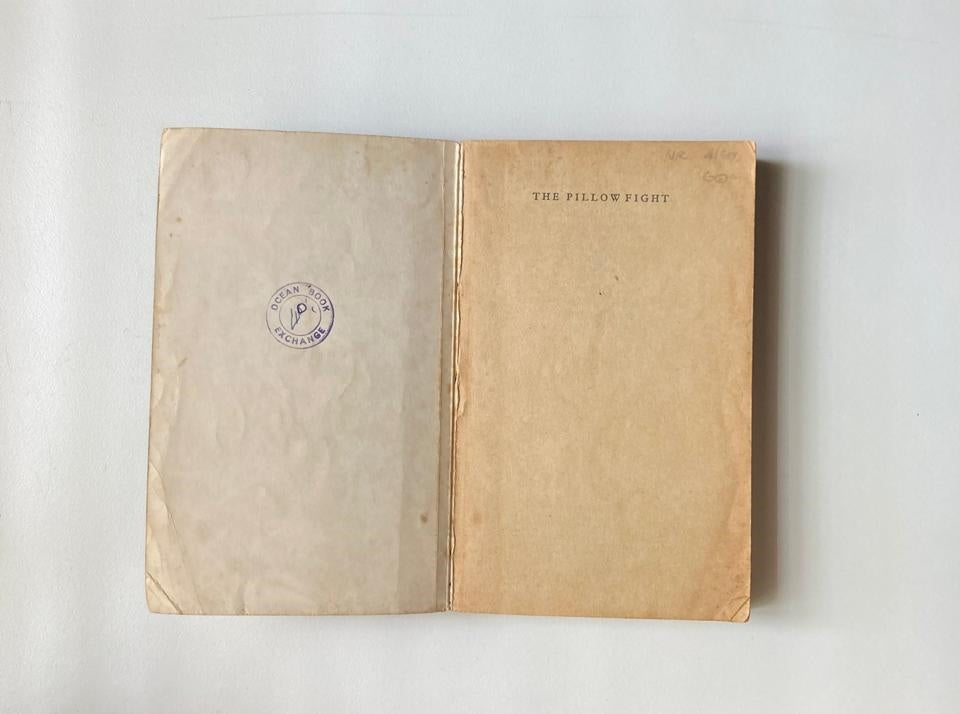 OCEAN BOOK
EXCHANGE
THE PILLOW FIGHT